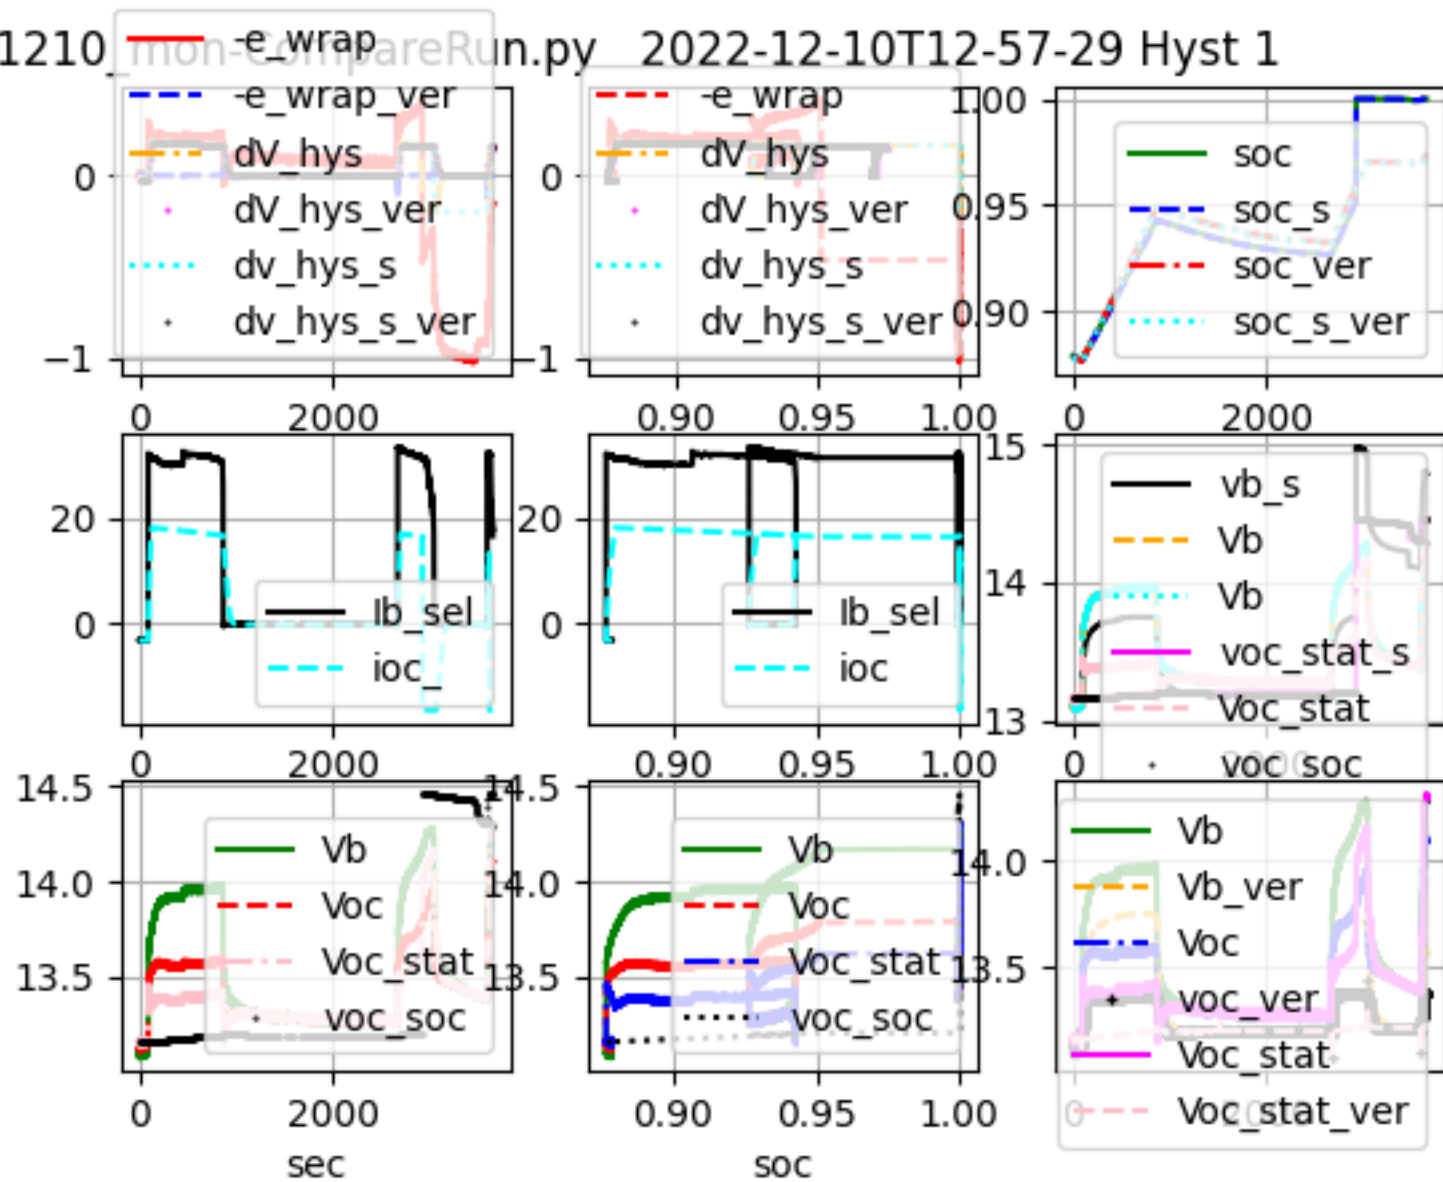 1210_mon-CompareRun.py 2022-12-10T12-57-29 Hyst 1
-e_wrap
-e_wrap_ver
dV_hys
dV_hys_ver
dv_hys_s
dv_hys_s_ver
0
−1
0 2000
-e_wrap
dV_hys
dV_hys_ver
dv_hys_s
dv_hys_s_ver
0
−1
0.90 0.95 1.00
soc
soc_s
soc_ver
soc_s_ver
1.00
0.95
0.90
0 2000
20
0
Ib_sel
ioc
0 2000
20
0
Ib_sel
ioc
0.90 0.95 1.00
15
14
13
vb_s
Vb
Vb
voc_stat_s
Voc_stat
voc_soc
0 2000
14.5
14.0
13.5
Vb
Voc
Voc_stat
voc_soc
0 2000
sec
14.5
14.0
13.5
Vb
Voc
Voc_stat
voc_soc
0.90 0.95 1.00
soc
14.0
13.5
Vb
Vb_ver
Voc
voc_ver
Voc_stat
Voc_stat_ver
0 2000